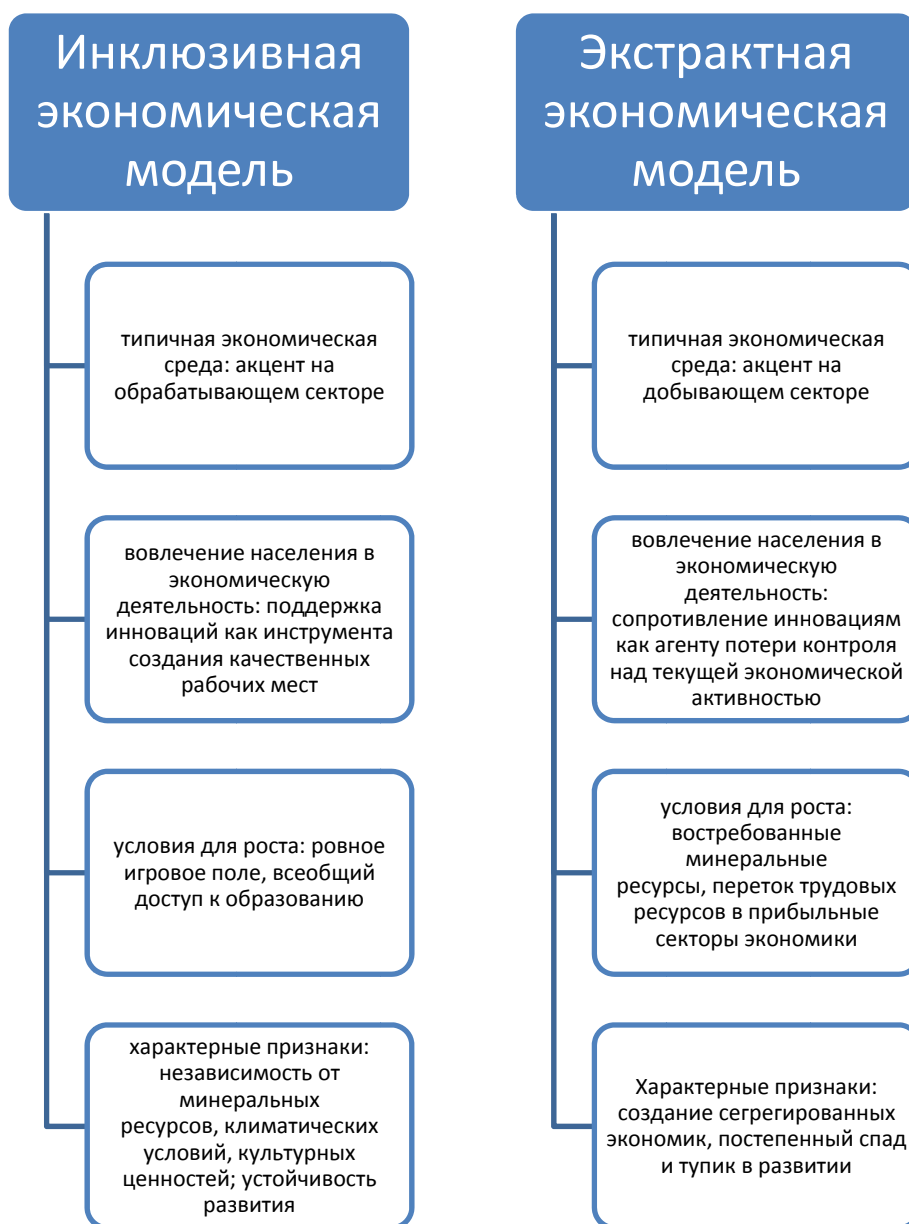 Инклюзивная
экономическая
модель
типичная экономическая
среда: акцент на
обрабатывающем секторе
вовлечение населения в
экономическую
деятельность: поддержка
инноваций как инструмента
создания качественных
рабочих мест
условия для роста: ровное
игровое поле, всеобщий
доступ к образованию
характерные признаки:
независимость от
минеральных
ресурсов, климатических
условий, культурных
ценностей; устойчивость
развития
Экстрактная
экономическая
модель
типичная экономическая
среда: акцент на
добывающем секторе
вовлечение населения в
экономическую
деятельность:
сопротивление инновациям
как агенту потери контроля
над текущей экономической
активностью
условия для роста:
востребованные
минеральные
ресурсы, переток трудовых
ресурсов в прибыльные
секторы экономики
Характерные признаки:
создание сегрегированных
экономик, постепенный спад
и тупик в развитии